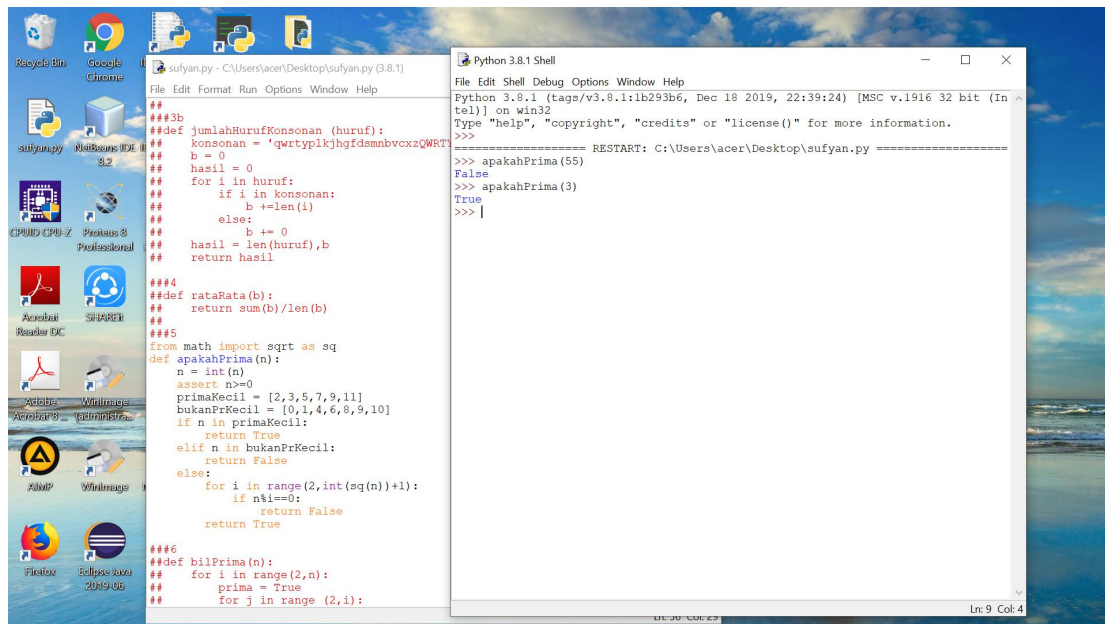 Recycle Bin
Google Chrome
sufyan.py
NetBeans IDE 8.2
CPUID CPU-Z
Proteus 8 Professional
Acrobat Reader DC
SHAREit
Adobe Acrobat 8 ...
WinImage (administra...
AIMP
WinImage
Firefox
Eclipse Java 2019-06
sufyan.py - C:\Users\acer\Desktop\sufyan.py (3.8.1)
File Edit Format Run Options Window Help
##
###3b
##def jumlahHurufKonsonan (huruf):
##    konsonan = 'qwrtyplkjhgfdsmnbvcxzQWRT
##    b = 0
##    hasil = 0
##    for i in huruf:
##        if i in konsonan:
##            b +=len(i)
##        else:
##            b += 0
##    hasil = len(huruf),b
##    return hasil
###4
##def rataRata(b):
##    return sum(b)/len(b)
##
###5
from math import sqrt as sq
def apakahPrima(n):
    n = int(n)
    assert n>=0
    primaKecil = [2,3,5,7,9,11]
    bukanPrKecil = [0,1,4,6,8,9,10]
    if n in primaKecil:
        return True
    elif n in bukanPrKecil:
        return False
    else:
        for i in range(2,int(sq(n))+1):
            if n%i==0:
                return False
        return True
###6
##def bilPrima(n):
##    for i in range(2,n):
##        prima = True
##        for j in range (2,i):
Python 3.8.1 Shell
File Edit Shell Debug Options Window Help
Python 3.8.1 (tags/v3.8.1:1b293b6, Dec 18 2019, 22:39:24) [MSC v.1916 32 bit (In
tel)] on win32
Type "help", "copyright", "credits" or "license()" for more information.
>>>
=================== RESTART: C:\Users\acer\Desktop\sufyan.py ===================
>>> apakahPrima(55)
False
>>> apakahPrima(3)
True
>>>
Ln: 9 Col: 4